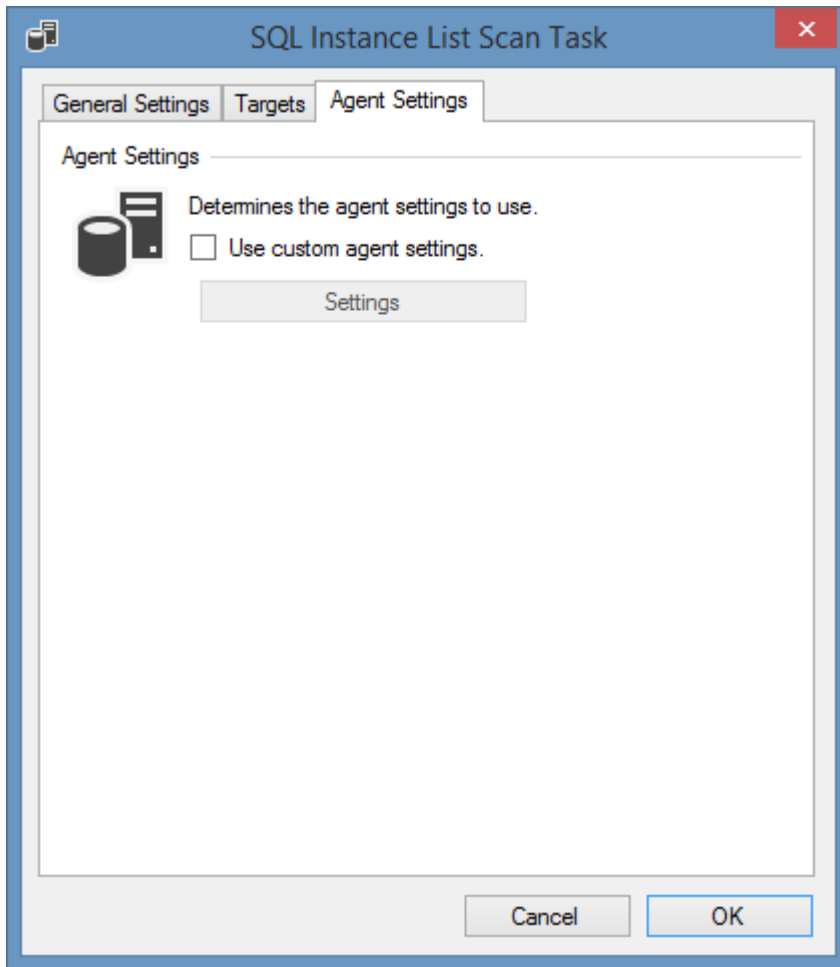 SQL Instance List Scan Task
General Settings Targets Agent Settings
Agent Settings
Determines the agent settings to use.
Use custom agent settings.
Settings
Cancel OK